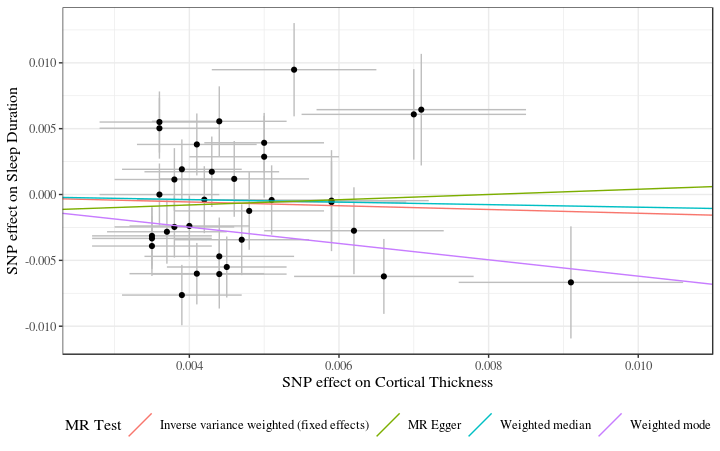 SNP effect on Sleep Duration
0.010
0.005
0.000
-0.005
-0.010
0.004 0.006 0.008 0.010
SNP effect on Cortical Thickness
MR Test Inverse variance weighted (fixed effects) MR Egger Weighted median Weighted mode